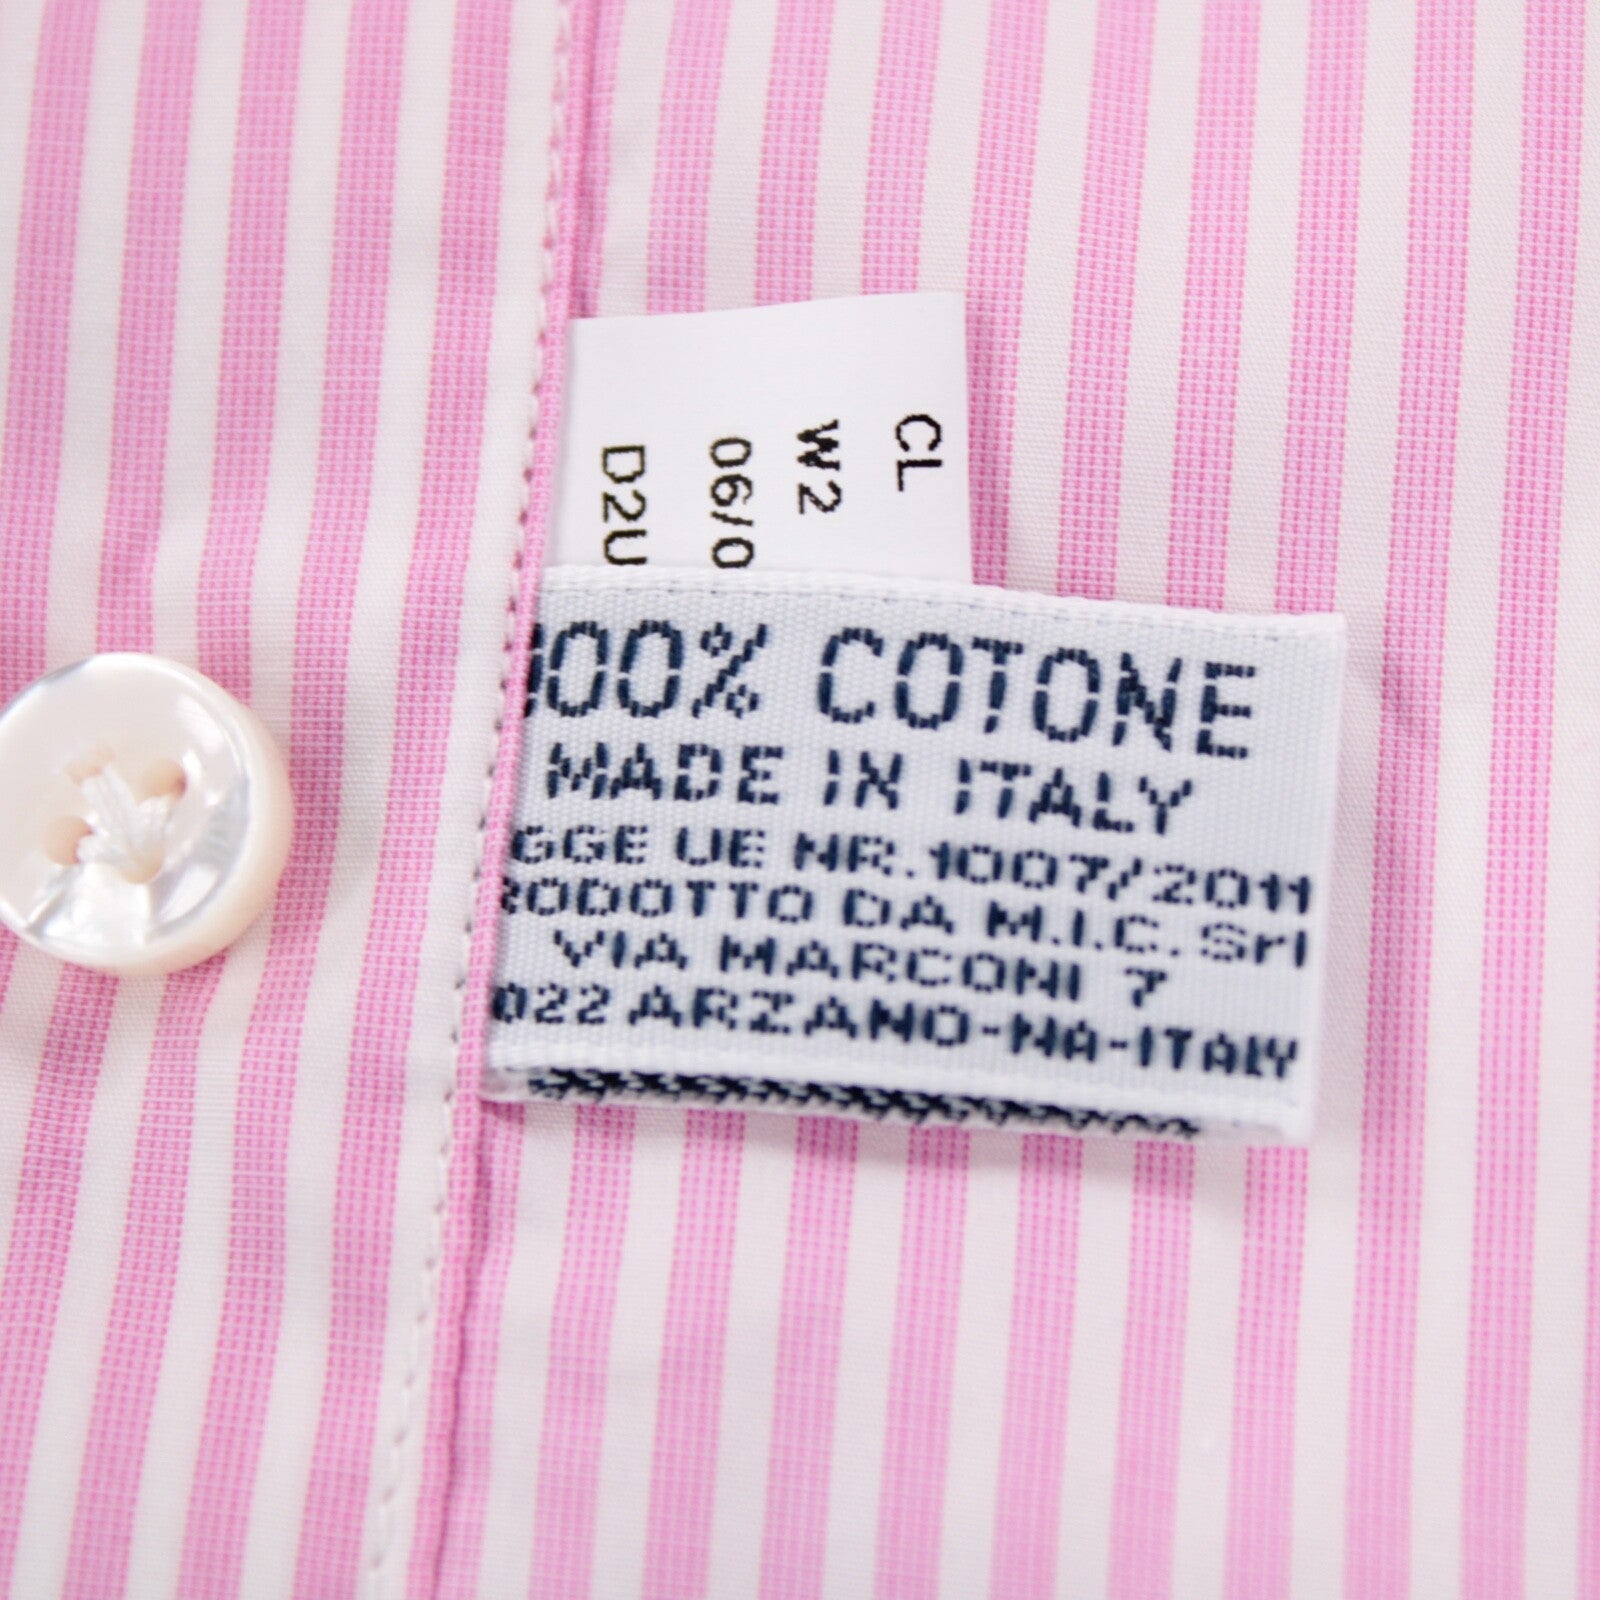 CL
W2
06/0
D2U
100% COTONE
MADE IN ITALY
GGE UE NR.1007/2011
RODOTTO DA M.I.C. Srl
VIA MARCONI 7
022 ARZANO-NA-ITALY